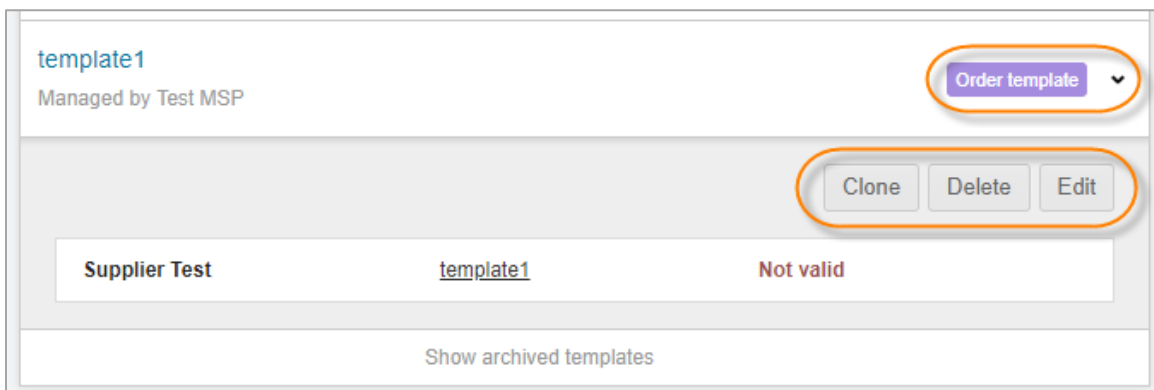 template1
Order template
Managed by Test MSP
Clone Delete Edit
Supplier Test template1 Not valid
Show archived templates